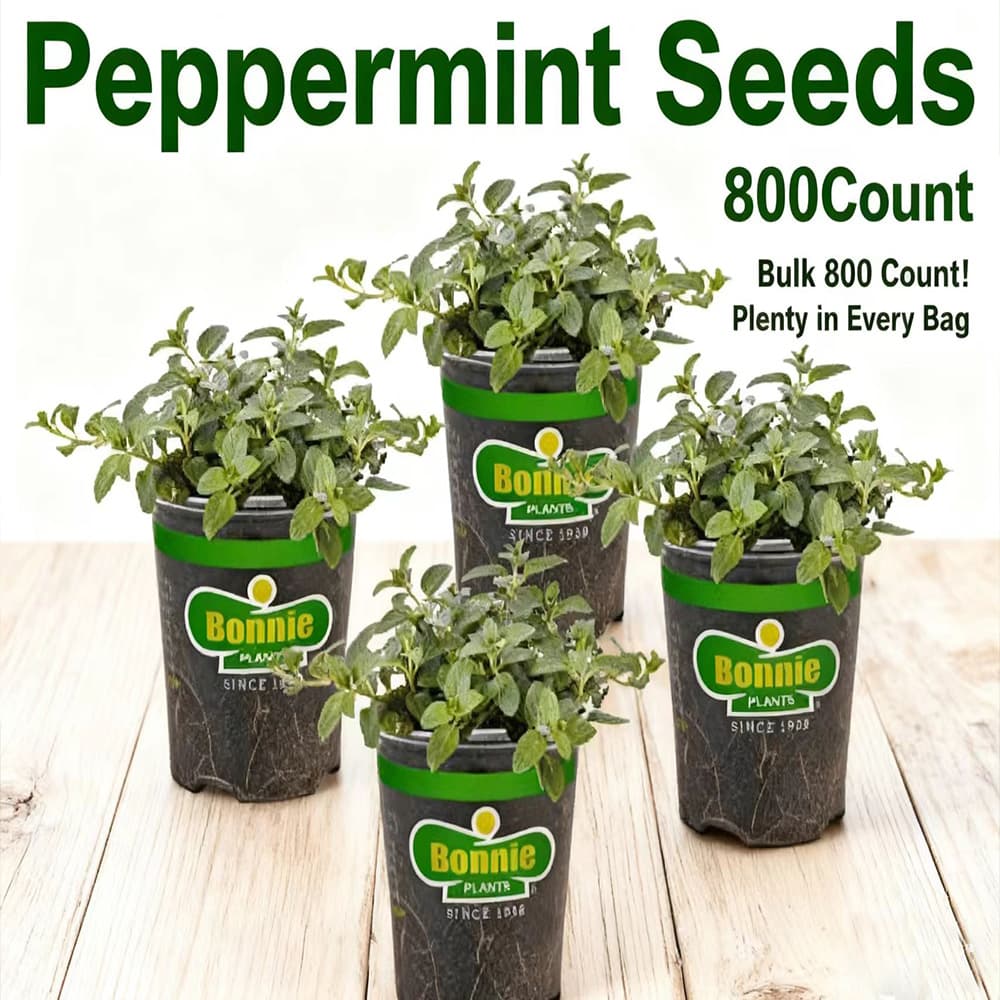 Peppermint Seeds
800Count
Bulk 800 Count!
Plenty in Every Bag
Bonnie
PLANTS
SINCE
Bonnie
SINCE
Bonnie
PLANTS
SINCE
Bonnie
PLANTS
SINCE